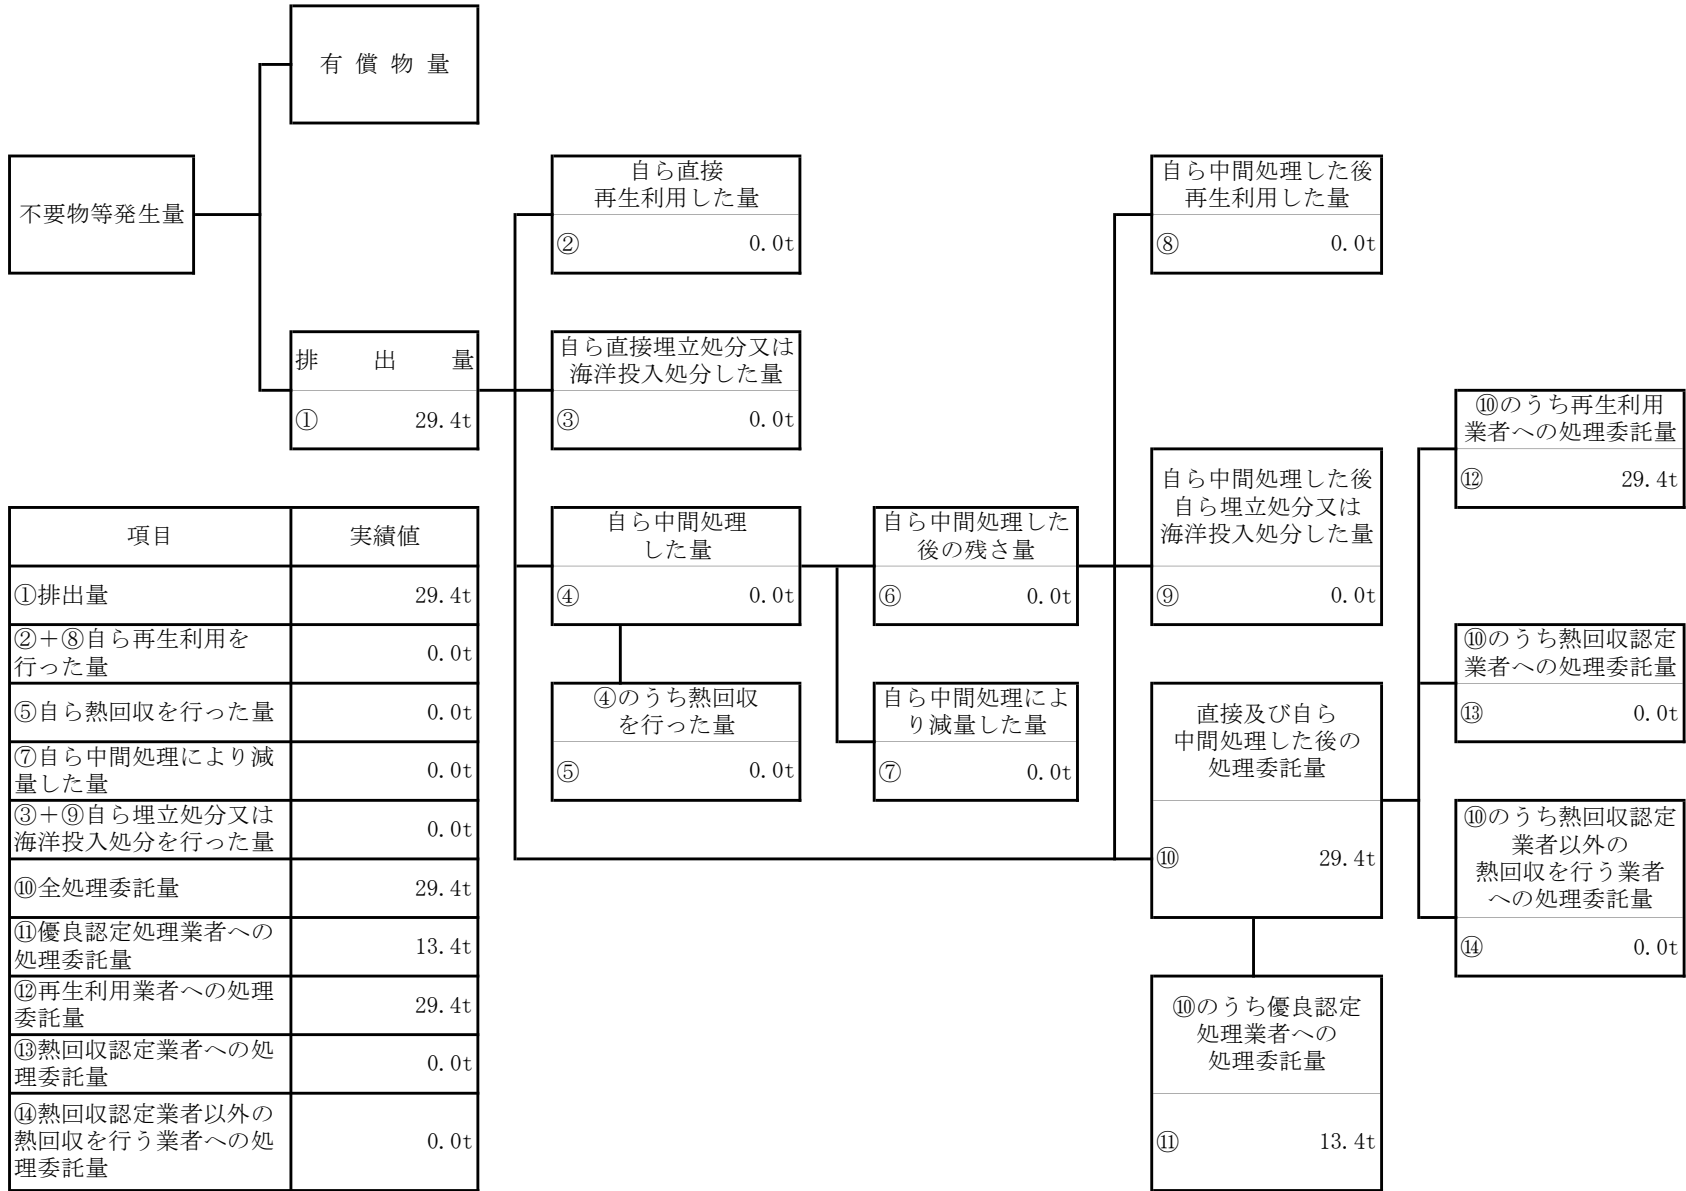 有償物量
不要物等発生量
自ら直接
再生利用した量
② 0.0t
自ら中間処理した後
再生利用した量
⑧ 0.0t
排出量
① 29.4t
自ら直接埋立処分又は
海洋投入処分した量
③ 0.0t
⑩のうち再生利用
業者への処理委託量
⑫ 29.4t
自ら中間処理した後
自ら埋立処分又は
海洋投入処分した量
⑨ 0.0t
自ら中間処理
した量
④ 0.0t
自ら中間処理した
後の残さ量
⑥ 0.0t
④のうち熱回収
を行った量
⑤ 0.0t
自ら中間処理によ
り減量した量
⑦ 0.0t
直接及び自ら
中間処理した後の
処理委託量
⑩ 29.4t
⑩のうち熱回収認定
業者への処理委託量
⑬ 0.0t
⑩のうち熱回収認定
業者以外の
熱回収を行う業者
への処理委託量
⑭ 0.0t
⑩のうち優良認定
処理業者への
処理委託量
⑪ 13.4t
項目 実績値
①排出量 29.4t
②＋⑧自ら再生利用を
行った量 0.0t
⑤自ら熱回収を行った量 0.0t
⑦自ら中間処理により減
量した量 0.0t
③＋⑨自ら埋立処分又は
海洋投入処分を行った量 0.0t
⑩全処理委託量 29.4t
⑪優良認定処理業者への
処理委託量 13.4t
⑫再生利用業者への処理
委託量 29.4t
⑬熱回収認定業者への処
理委託量 0.0t
⑭熱回収認定業者以外の
熱回収を行う業者への処
理委託量 0.0t